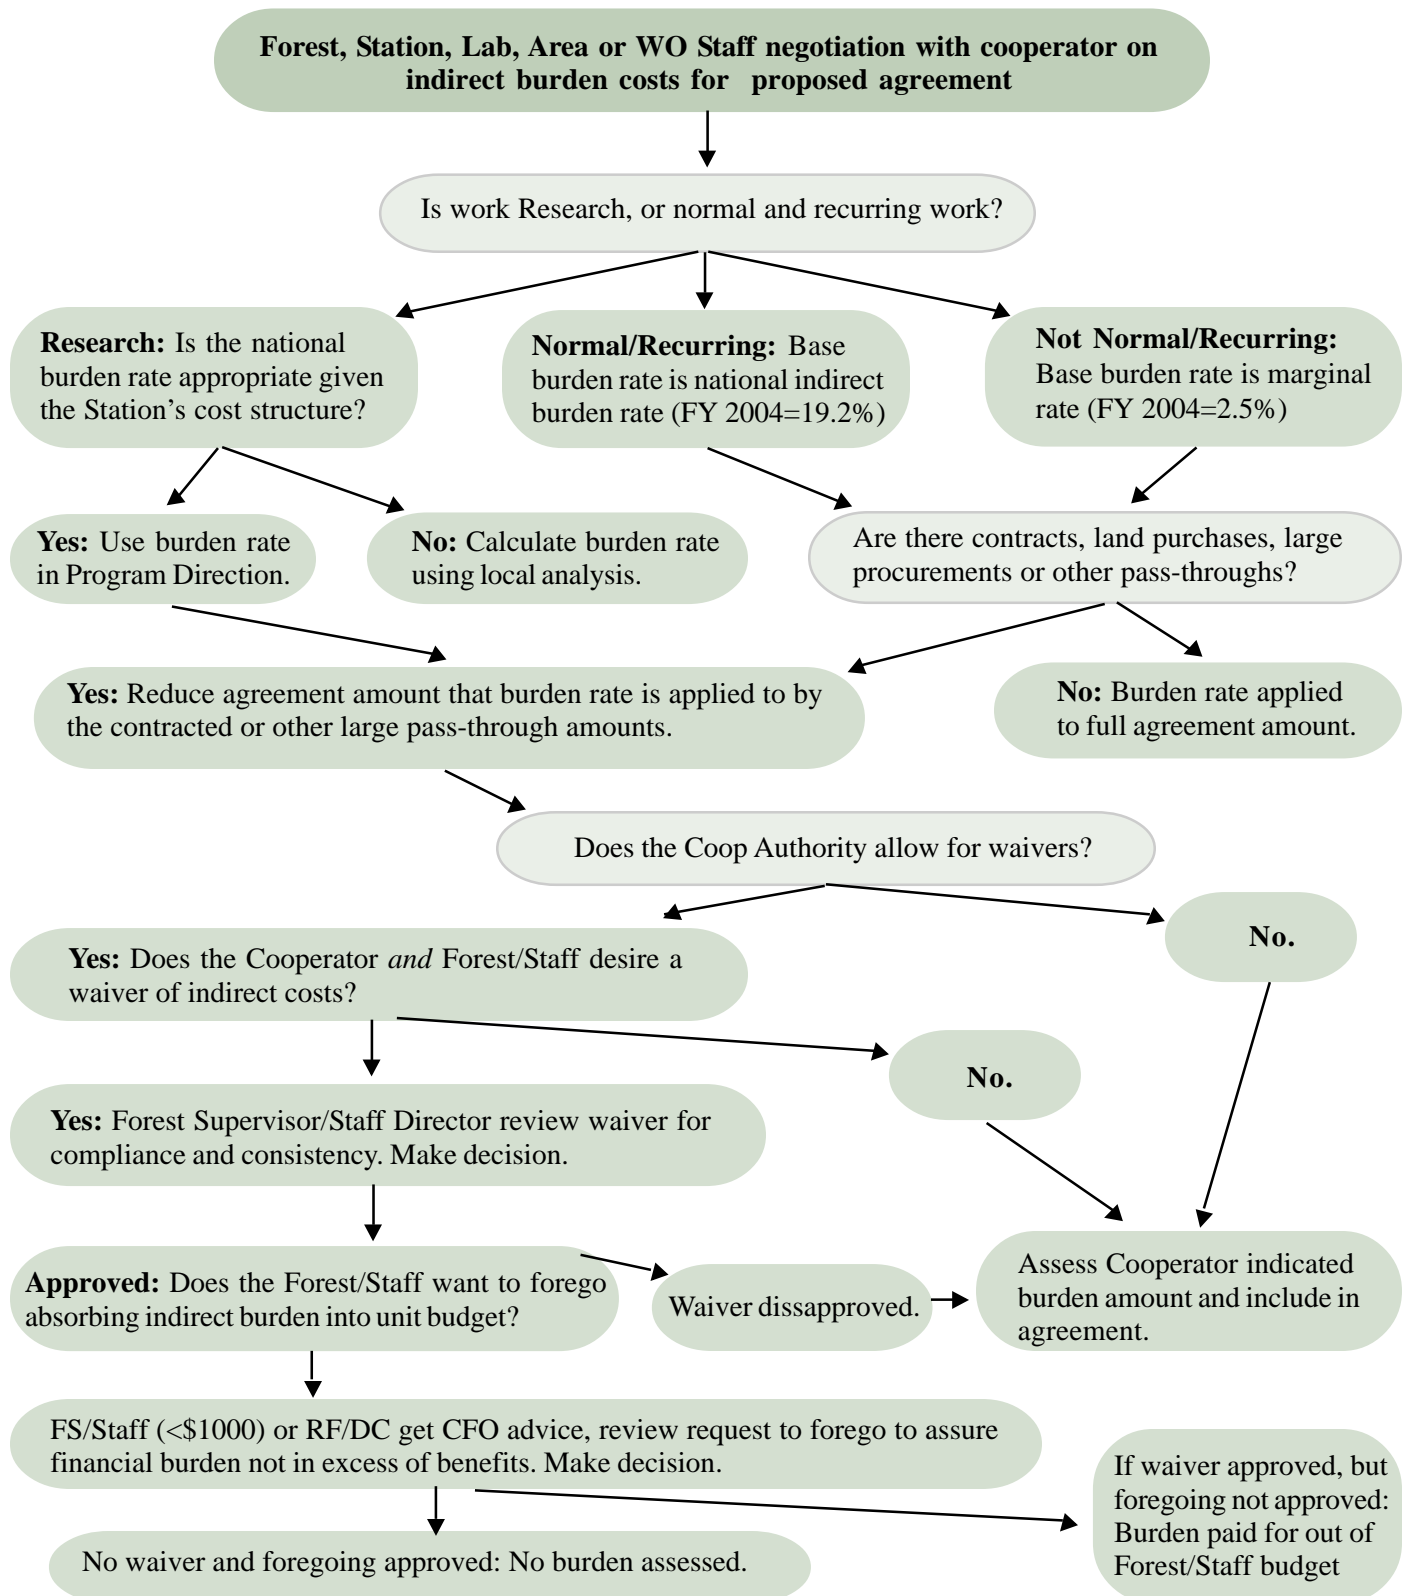 Forest, Station, Lab, Area or WO Staff negotiation with cooperator on
indirect burden costs for proposed agreement
Is work Research, or normal and recurring work?
Research: Is the national
burden rate appropriate given
the Station's cost structure?
Normal/Recurring: Base
burden rate is national indirect
burden rate (FY 2004=19.2%)
Not Normal/Recurring:
Base burden rate is marginal
rate (FY 2004=2.5%)
Yes: Use burden rate
in Program Direction.
No: Calculate burden rate
using local analysis.
Are there contracts, land purchases, large
procurements or other pass-throughs?
Yes: Reduce agreement amount that burden rate is applied to by
the contracted or other large pass-through amounts.
No: Burden rate applied
to full agreement amount.
Does the Coop Authority allow for waivers?
Yes: Does the Cooperator and Forest/Staff desire a
waiver of indirect costs?
No.
No.
Yes: Forest Supervisor/Staff Director review waiver for
compliance and consistency. Make decision.
Approved: Does the Forest/Staff want to forego
absorbing indirect burden into unit budget?
Waiver dissapproved.
Assess Cooperator indicated
burden amount and include in
agreement.
FS/Staff (<$1000) or RF/DC get CFO advice, review request to forego to assure
financial burden not in excess of benefits. Make decision.
If waiver approved, but
foregoing not approved:
Burden paid for out of
Forest/Staff budget
No waiver and foregoing approved: No burden assessed.